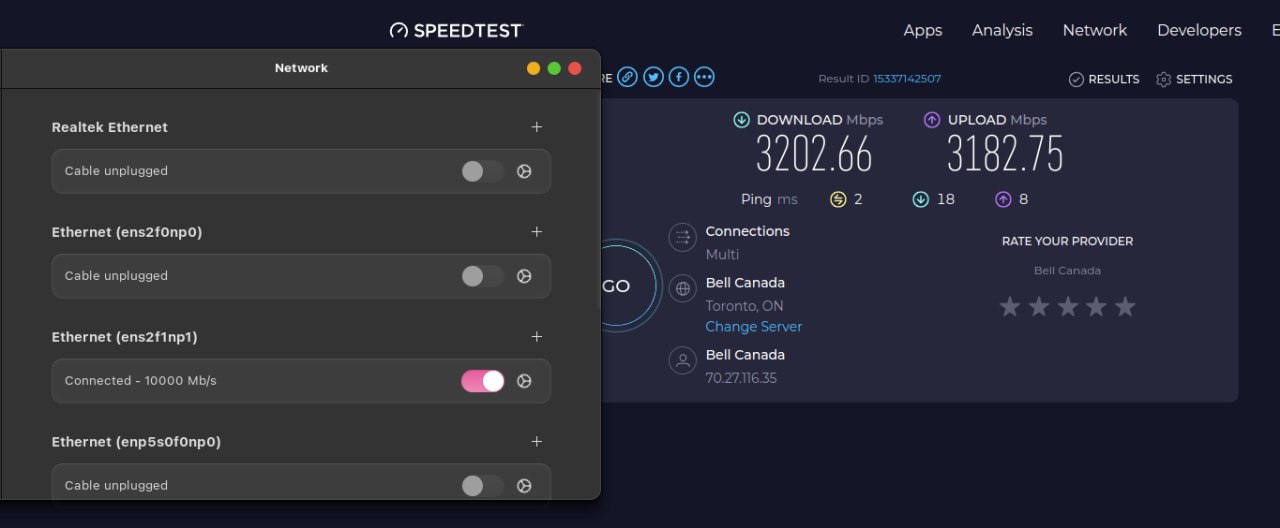 SPEEDTEST
Apps Analysis Network Developers E
Network
Realtek Ethernet
Cable unplugged
Ethernet (ens2f0np0)
Cable unplugged
Ethernet (ens2f1np1)
Connected - 10000 Mb/s
Ethernet (enp5s0f0np0)
Cable unplugged
RE
Result ID 15337142507
RESULTS SETTINGS
DOWNLOAD Mbps
3202.66
UPLOAD Mbps
3182.75
Ping ms 2 18 8
GO
Connections
Multi
Bell Canada
Toronto, ON
Change Server
Bell Canada
70.27.116.35
RATE YOUR PROVIDER
Bell Canada